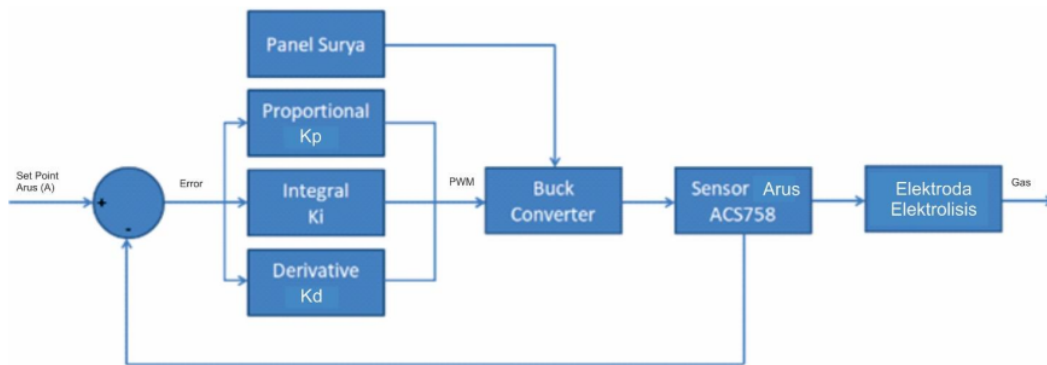 Panel Surya
Proportional
Kp
Set Point
Arus (A)
Error
+
-
Integral
Ki
PWM
Derivative
Kd
Buck
Converter
Sensor Arus
ACS758
Elektroda
Elektrolisis
Gas